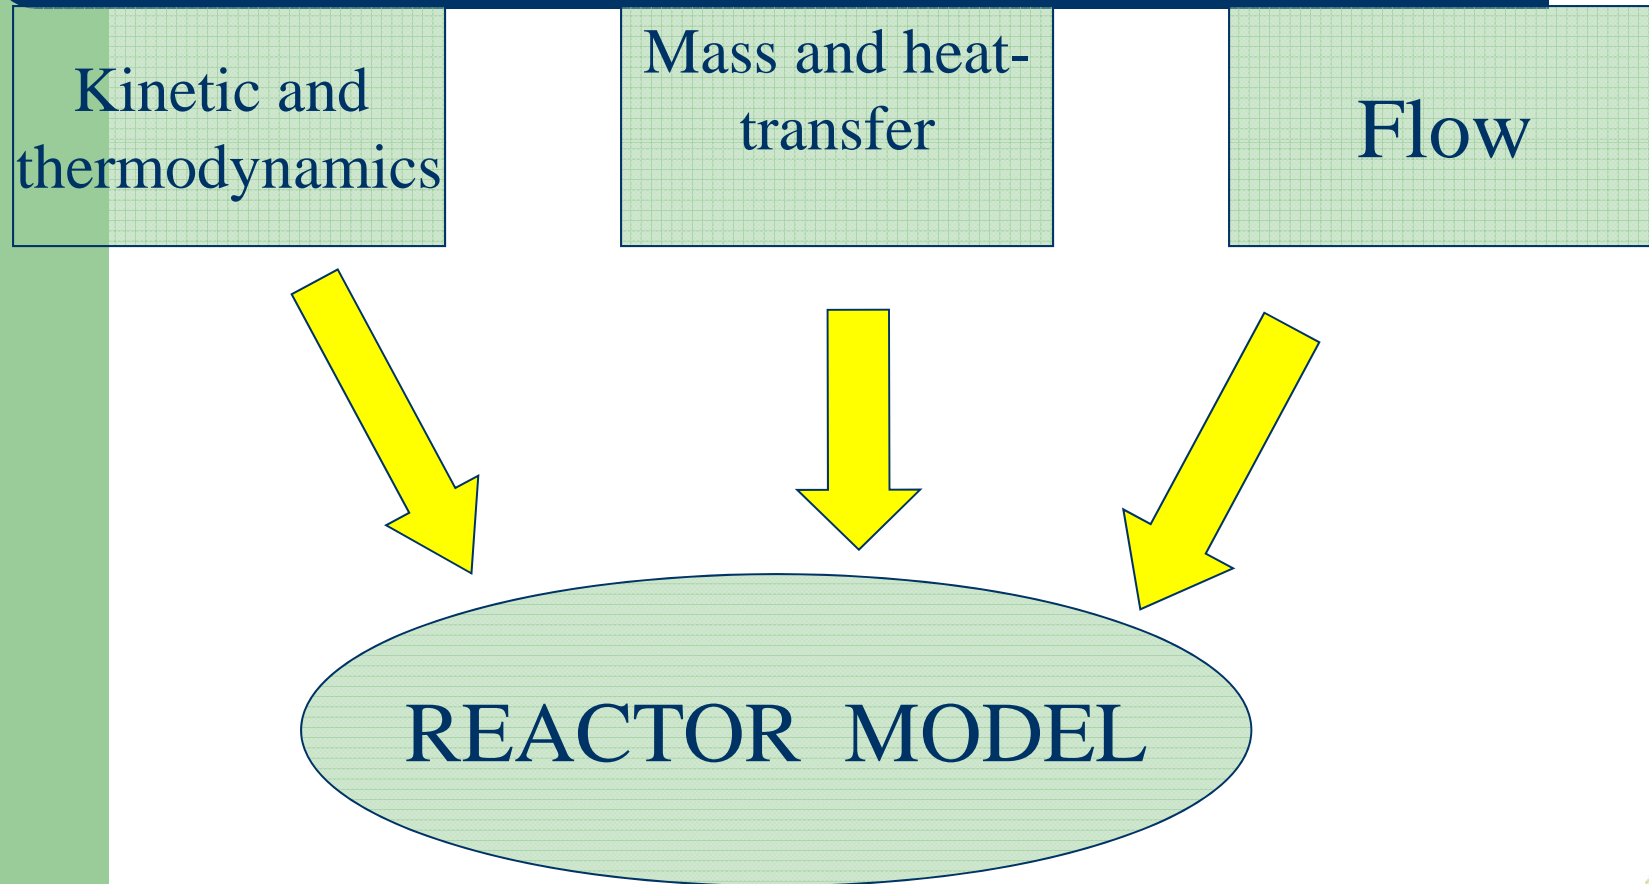 Kinetic and
thermodynamics
Mass and heat-
transfer
Flow
REACTOR MODEL